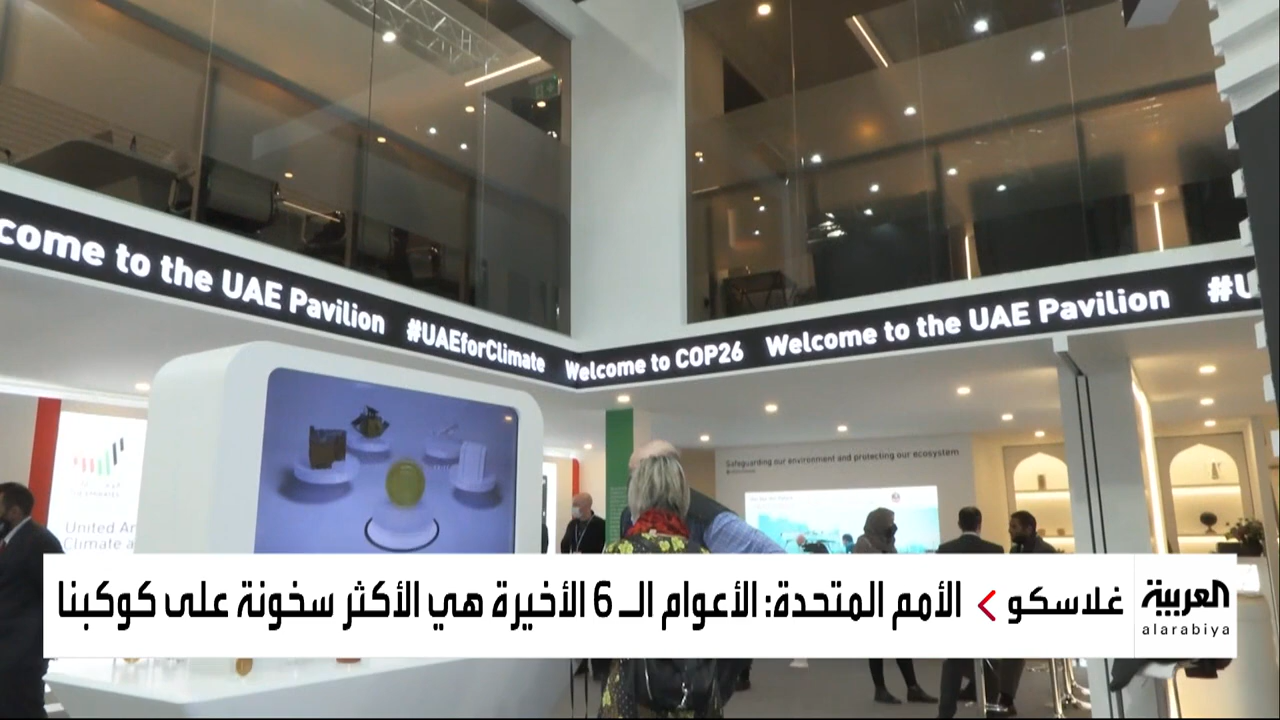 come to the UAE Pavilion #UAEforClimate Welcome to COP26 Welcome to the UAE Pavilion #U
Safeguarding our environment and protecting our ecosystem
United Ar
Climate a
غلاسكو > الأمم المتحدة: الأعوام الـ 6 الأخيرة هي الأكثر سخونة على كوكبنا
العربية
alarabiya